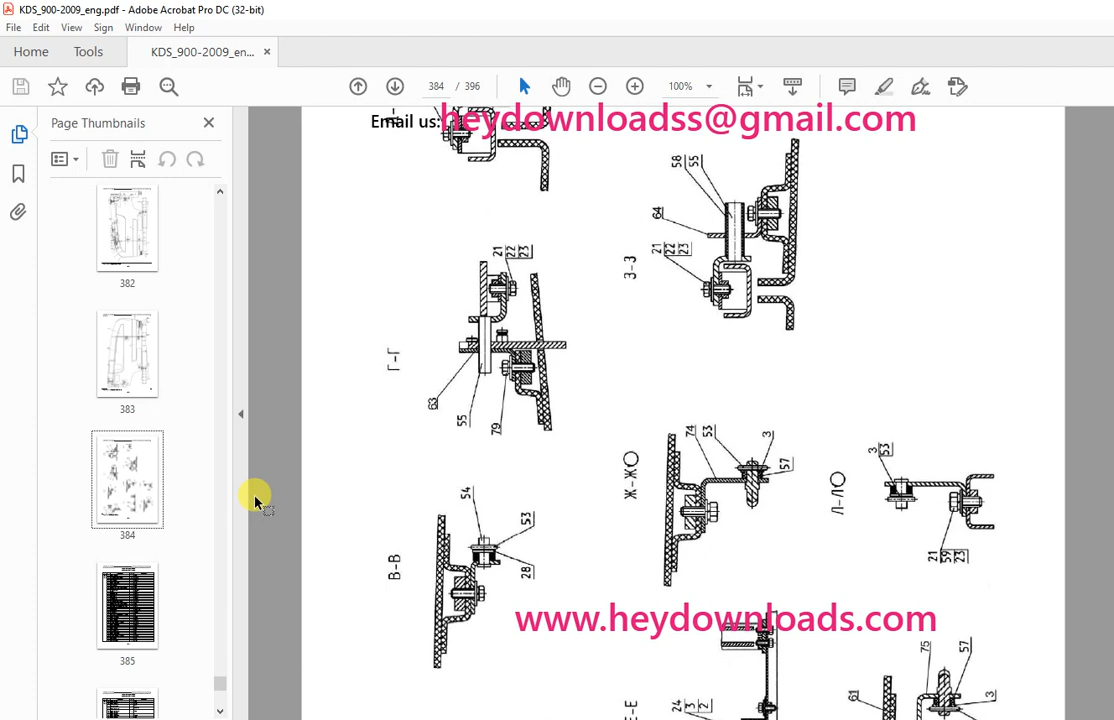 KDS_900-2009_eng.pdf - Adobe Acrobat Pro DC (32-bit)
File Edit View Sign Window Help
Home Tools KDS_900-2009_en... ×
384 / 396 100%
Page Thumbnails ×
382
383
384
385
Email us:
heydownloadss@gmail.com
58 55
64
21 22 23
З-З
21 22 23
Г-Г
63
55
79
74 53 3
57
Ж-ЖО
3 53
Л-ЛО
21 59 23
54
53
28
В-В
www.heydownloads.com
Е-Е
24
3 2
75 57
61
3